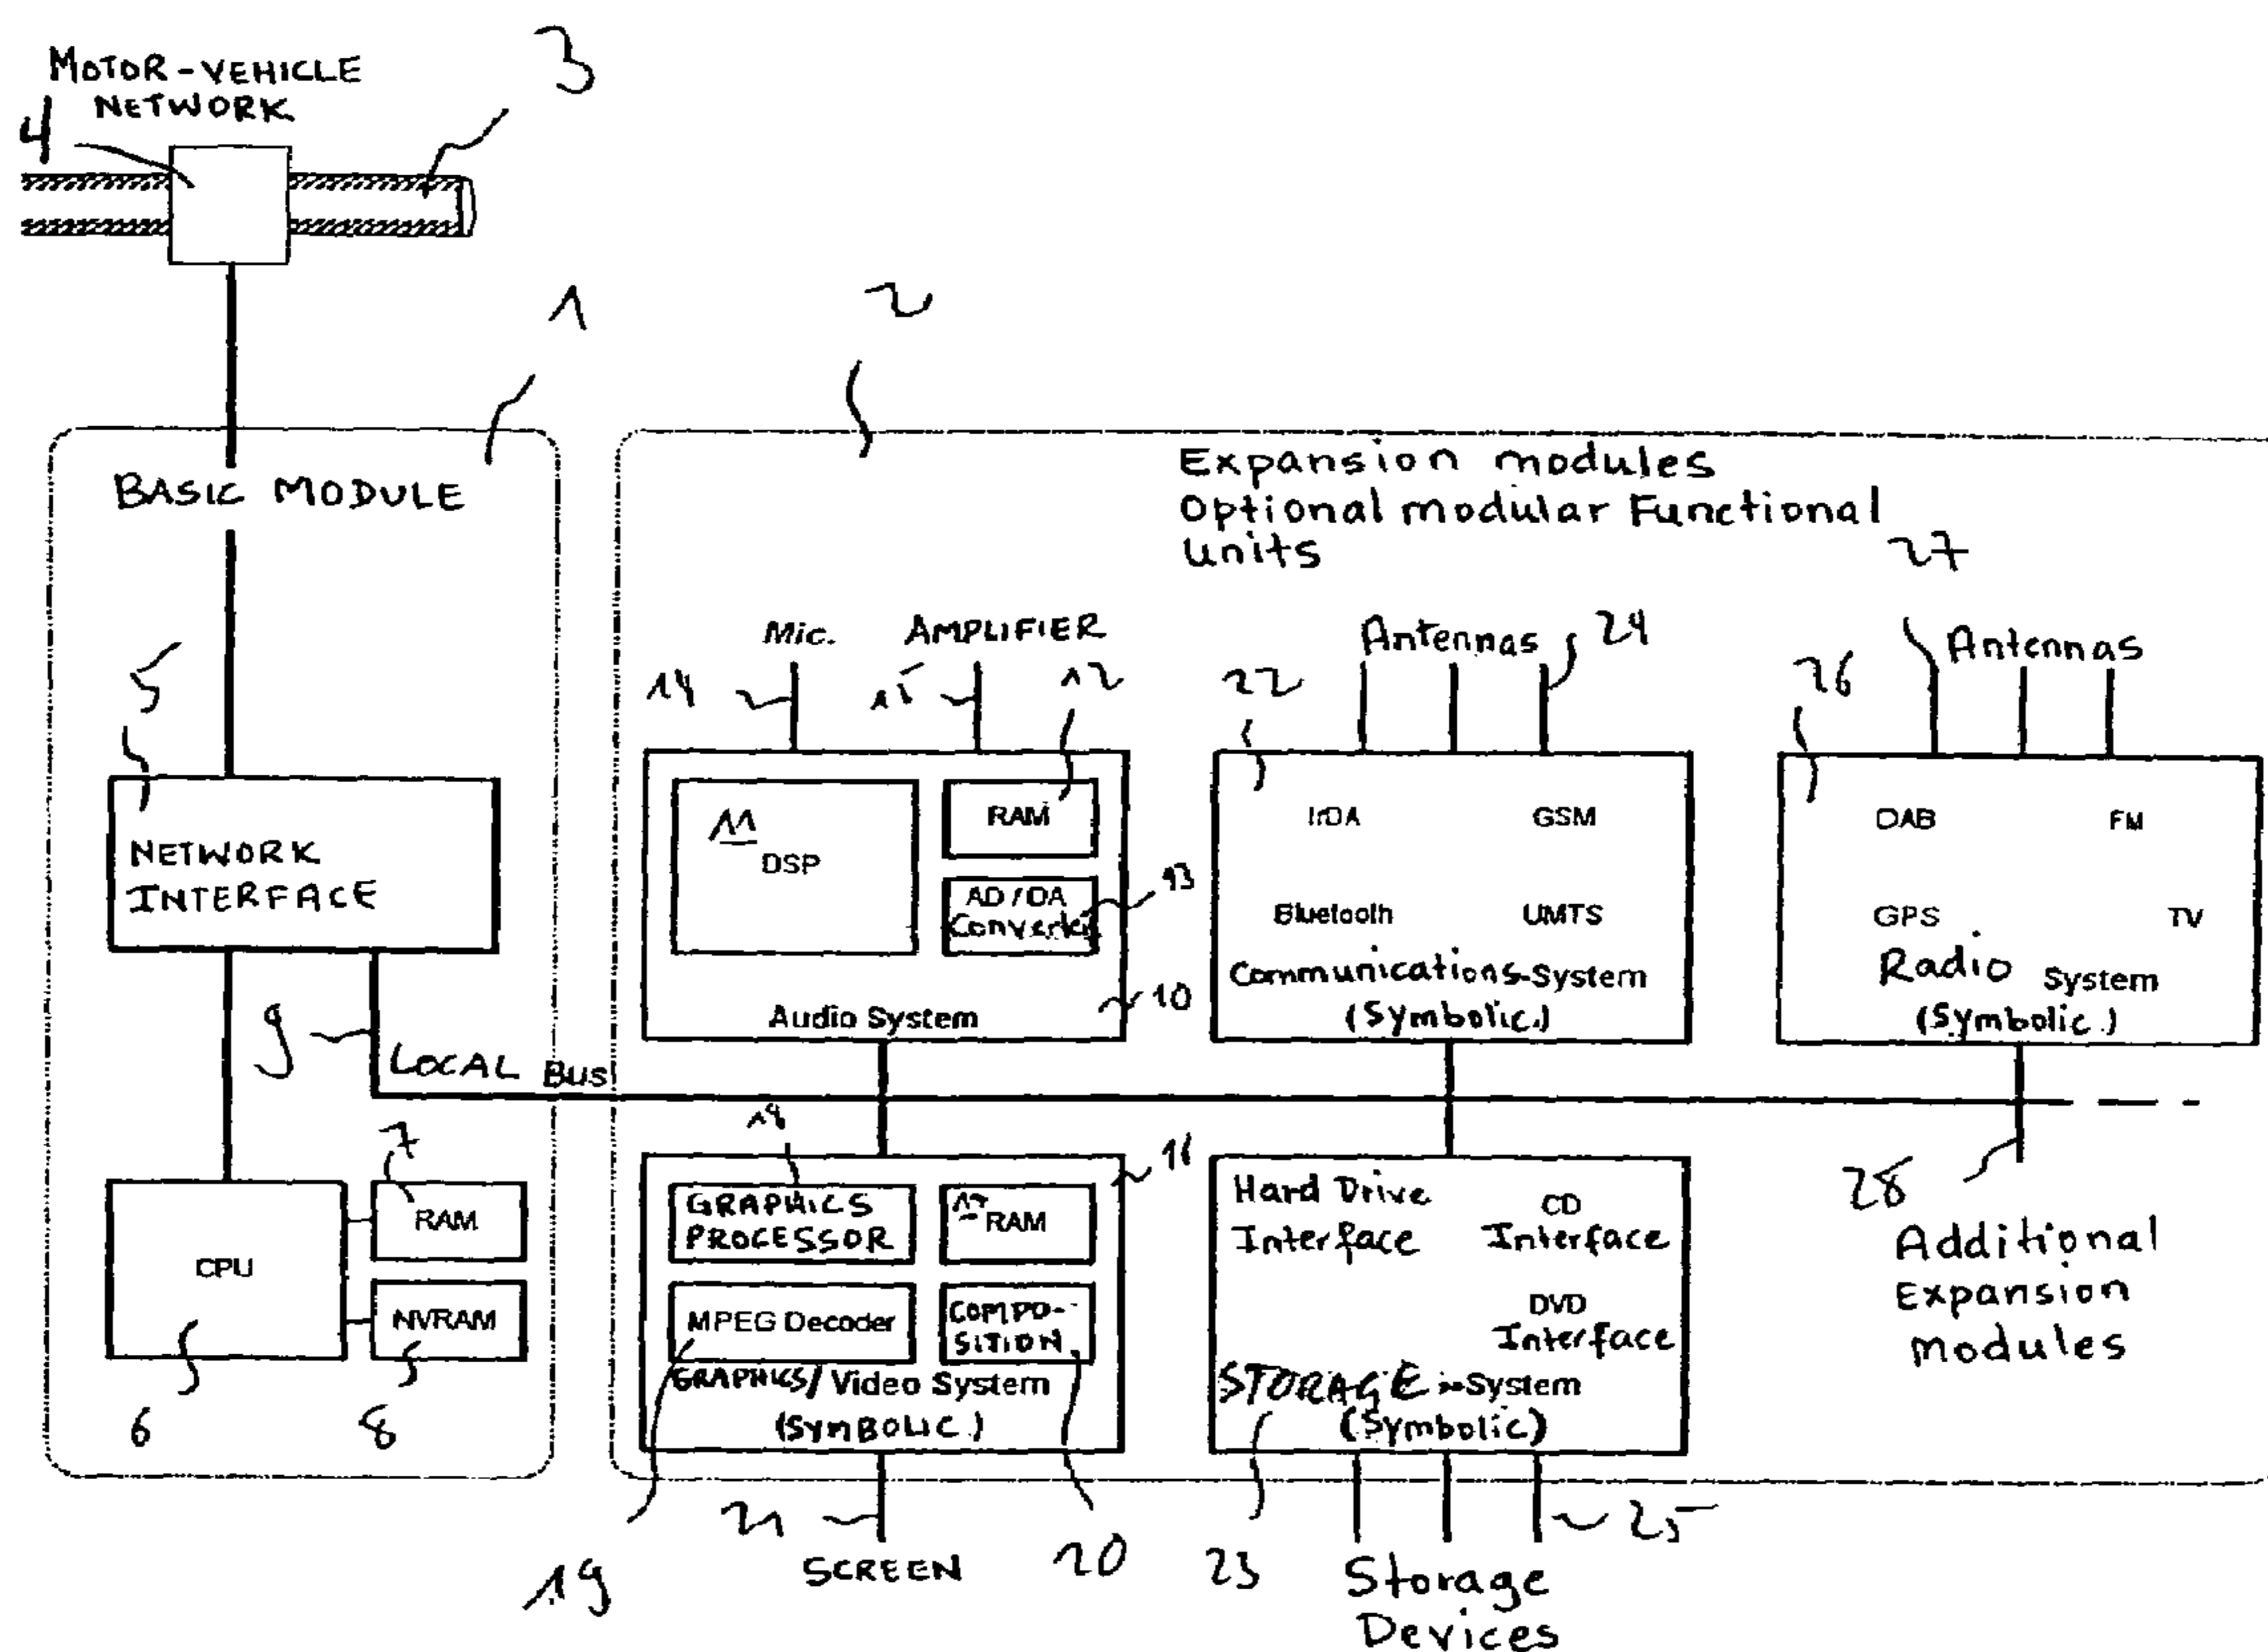 3
MOTOR-VEHICLE
NETWORK
4
1
2
BASIC MODULE
Expansion modules
Optional modular Functional
units
27
5
Mic.
AMPLIFIER
Antennas
24
Antennas
14
15
12
22
26
NETWORK
INTERFACE
11
DSP
RAM
AD/DA
Converter
13
Audio System
10
IrDA
GSM
Bluetooth
UMTS
Communications-System
(Symbolic.)
DAB
FM
GPS
TV
Radio System
(Symbolic.)
9
LOCAL Bus
7
CPU
RAM
NVRAM
6
8
18
16
GRAPHICS
PROCESSOR
17
RAM
MPEG Decoder
COMPO-
SITION
GRAPHICS/Video System
(SYMBOLIC.)
Hard Drive
Interface
CD
Interface
DVD
Interface
STORAGE-System
(Symbolic)
28
Additional
Expansion
modules
19
21
SCREEN
20
23
25
Storage
Devices